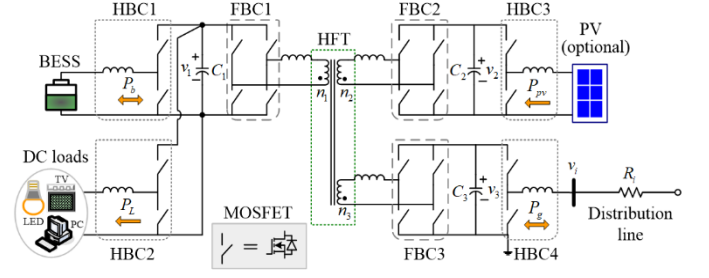 HBC1
FBC1
FBC2
HBC3
PV
(optional)
BESS
HFT
v1
+
−
C1
C2
+
−
v2
Pb
n1
n2
Ppv
DC loads
TV
LED
PC
PL
MOSFET
=
n3
C3
+
−
v3
vi
Ri
Pg
Distribution
line
HBC2
FBC3
HBC4